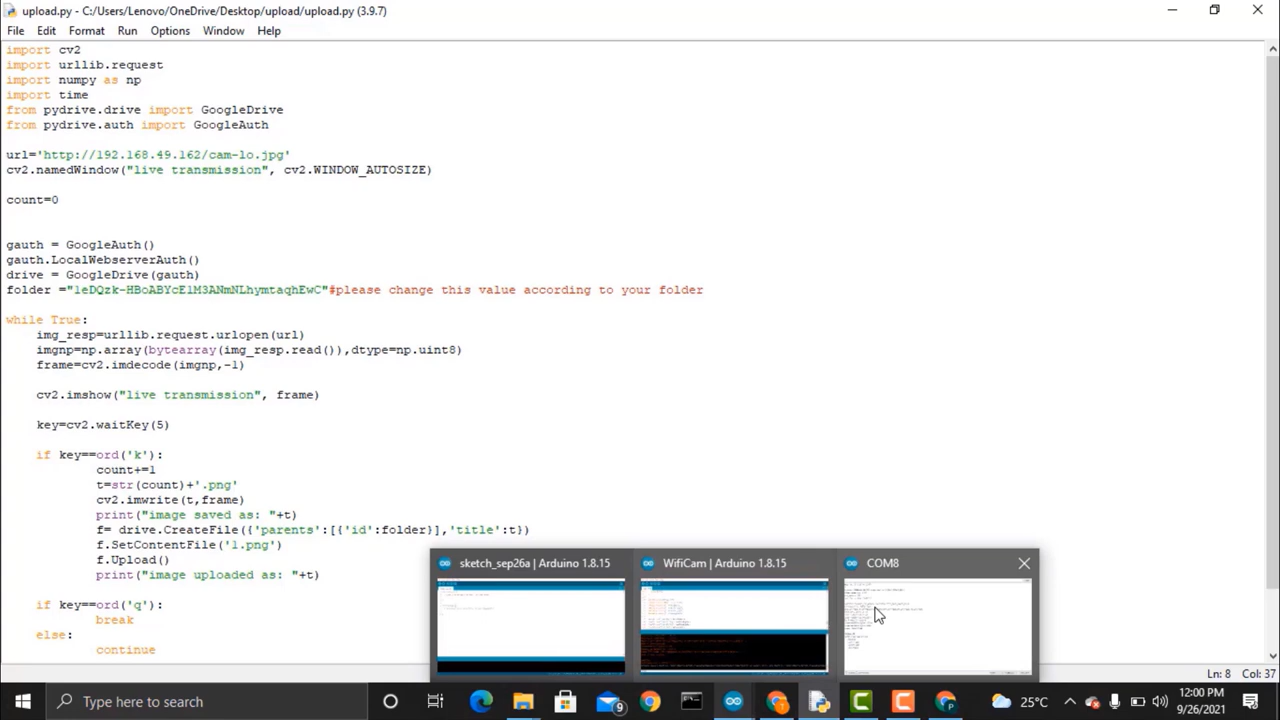 upload.py - C:/Users/Lenovo/OneDrive/Desktop/upload/upload.py (3.9.7)
File Edit Format Run Options Window Help
import cv2
import urllib.request
import numpy as np
import time
from pydrive.drive import GoogleDrive
from pydrive.auth import GoogleAuth
url='http://192.168.49.162/cam-lo.jpg'
cv2.namedWindow("live transmission", cv2.WINDOW_AUTOSIZE)
count=0
gauth = GoogleAuth()
gauth.LocalWebserverAuth()
drive = GoogleDrive(gauth)
folder ="1eDQzk-HBoABYcE1M3ANmNLhymtaqhEwC"#please change this value according to your folder
while True:
    img_resp=urllib.request.urlopen(url)
    imgnp=np.array(bytearray(img_resp.read()),dtype=np.uint8)
    frame=cv2.imdecode(imgnp,-1)
    cv2.imshow("live transmission", frame)
    key=cv2.waitKey(5)
    if key==ord('k'):
            count+=1
            t=str(count)+'.png'
            cv2.imwrite(t,frame)
            print("image saved as: "+t)
            f= drive.CreateFile({'parents':[{'id':folder}],'title':t})
            f.SetContentFile('1.png')
            f.Upload()
            print("image uploaded as: "+t)
    if key==ord('q'):
            break
    else:
            continue
sketch_sep26a | Arduino 1.8.15
WifiCam | Arduino 1.8.15
COM8
Ln: 8 Col: 37
Type here to search
9
25°C
12:00 PM
9/26/2021